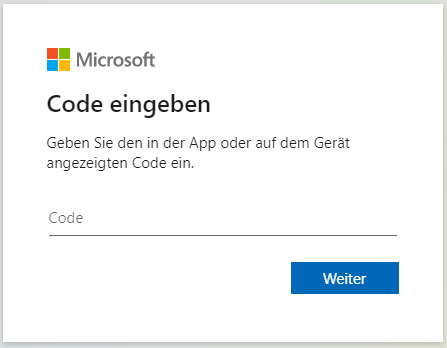 Microsoft
Code eingeben
Geben Sie den in der App oder auf dem Gerät
angezeigten Code ein.
Code
Weiter